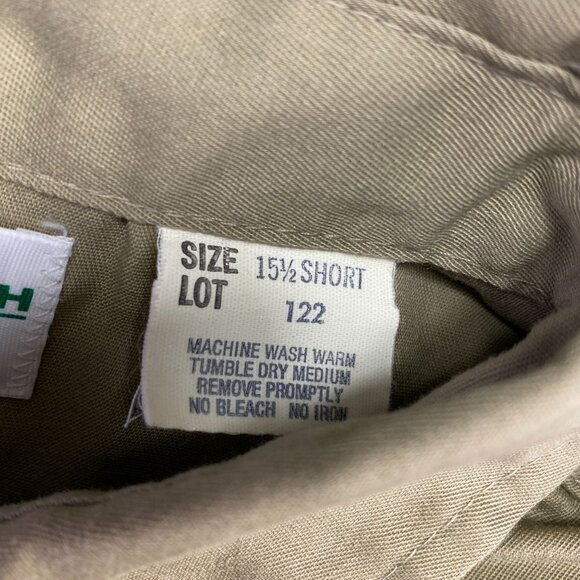 H
SIZE 15½ SHORT
LOT 122
MACHINE WASH WARM
TUMBLE DRY MEDIUM
REMOVE PROMPTLY
NO BLEACH NO IRON